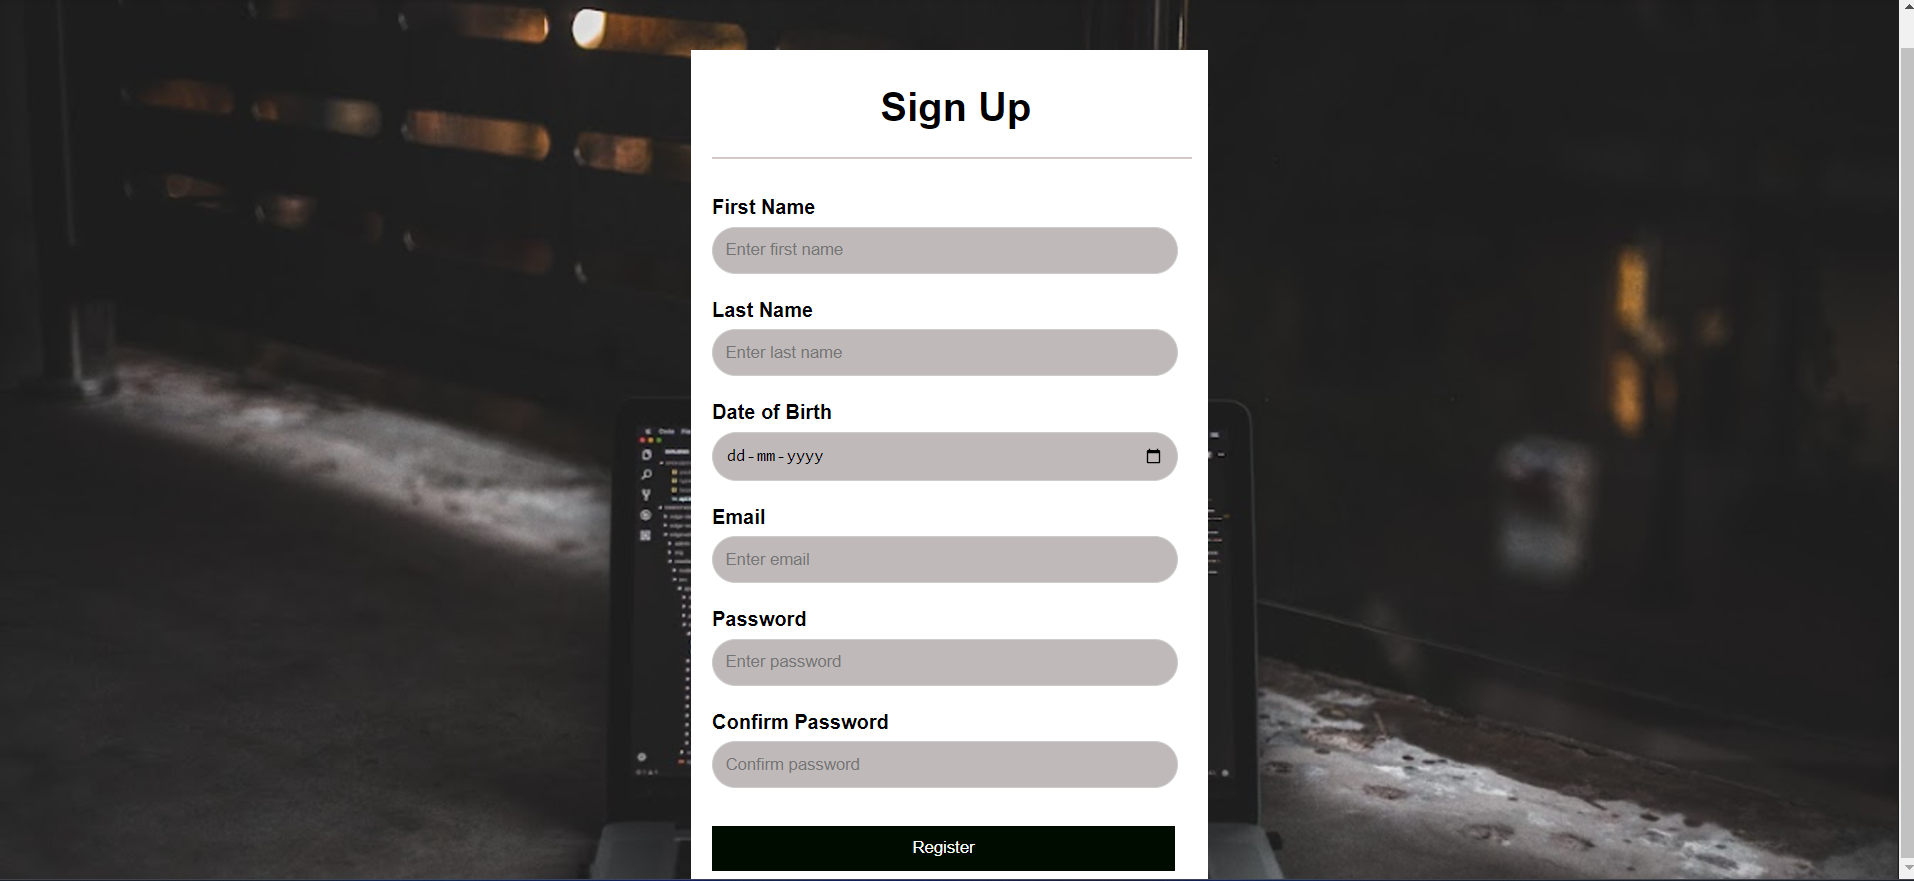 Sign Up
First Name
Enter first name
Last Name
Enter last name
Date of Birth
dd-mm-yyyy
Email
Enter email
Password
Enter password
Confirm Password
Confirm password
Register